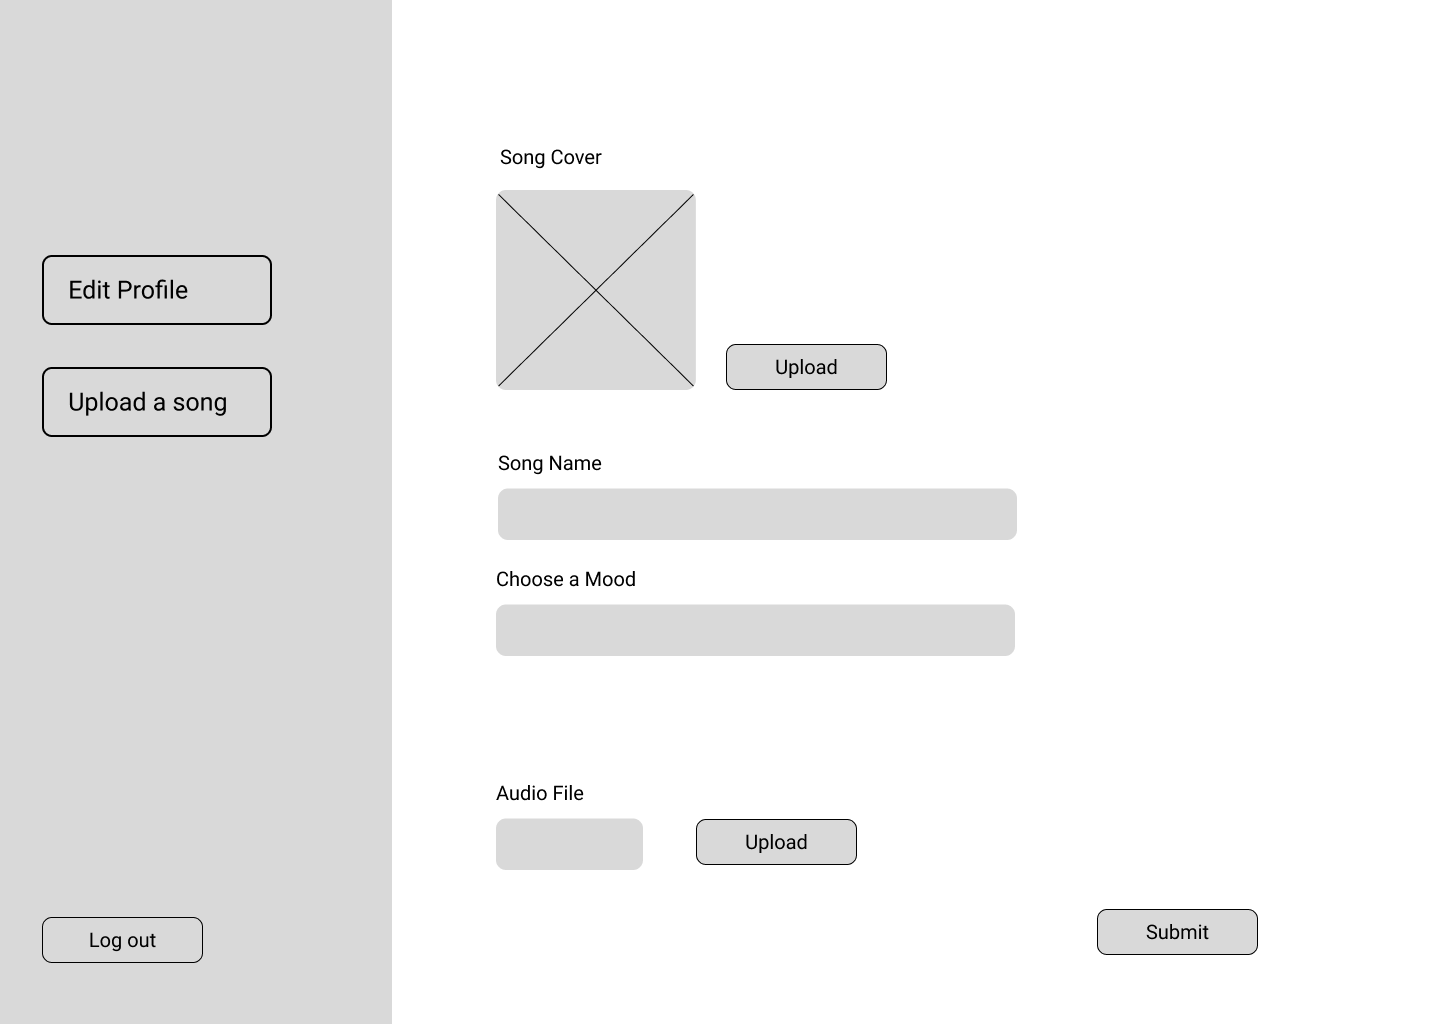 Edit Profile
Upload a song
Log out
Song Cover
Upload
Song Name
Choose a Mood
Audio File
Upload
Submit